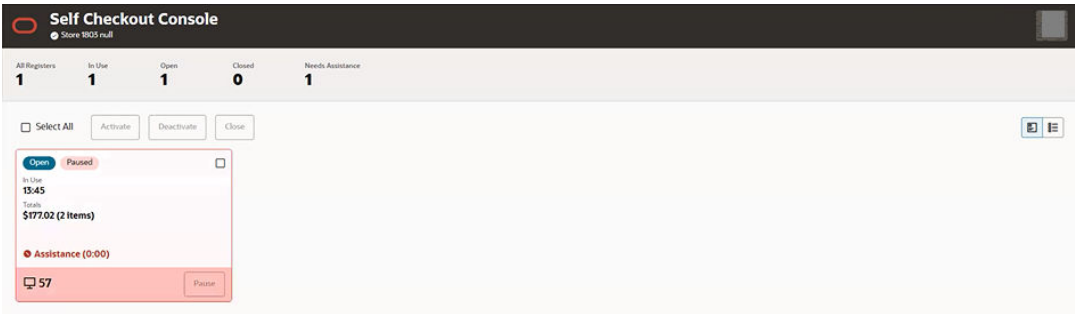 Self Checkout Console
Store 1803 null
All Registers In Use Open Closed Needs Assistance
1 1 1 0 1
Select All Activate Deactivate Close
Open Paused
In Use
13:45
Totals
$177.02 (2 items)
Assistance (0:00)
57 Pause